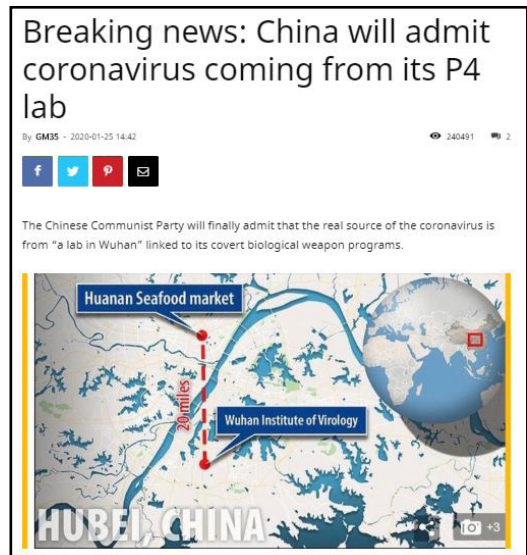 Breaking news: China will admit
coronavirus coming from its P4
lab
By GM35 - 2020-01-25 14:42 240491 2
The Chinese Communist Party will finally admit that the real source of the coronavirus is
from "a lab in Wuhan" linked to its covert biological weapon programs.
Huanan Seafood market
20 miles
Wuhan Institute of Virology
HUBEI, CHINA
+3